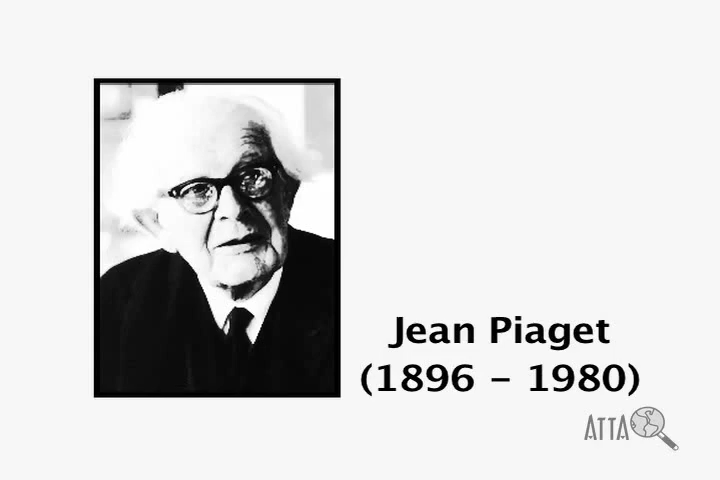 Jean Piaget
(1896 – 1980)
ATTA